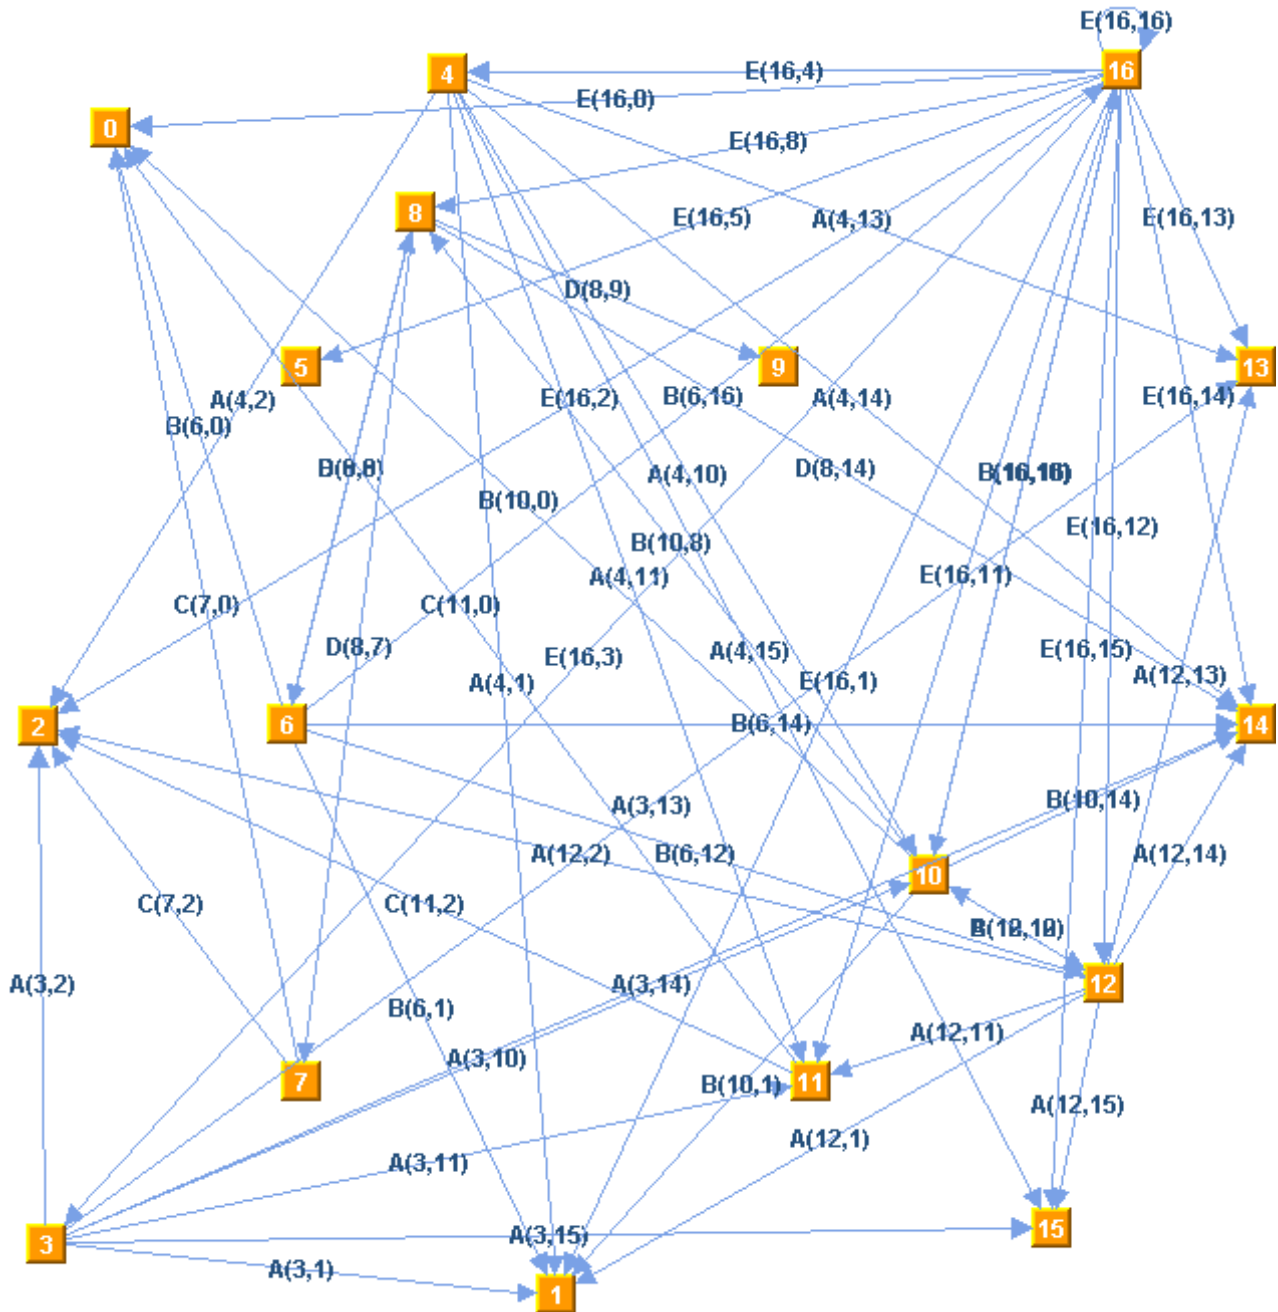 E(16,16)
4
E(16,4)
16
0
E(16,0)
E(16,8)
8
E(16,5)
A(4,13)
E(16,13)
D(8,9)
5
9
13
A(4,2)
E(16,2)
B(6,16)
A(4,14)
E(16,14)
B(6,0)
D(8,14)
A(4,10)
B(10,0)
E(16,12)
B(10,8)
A(4,11)
E(16,11)
C(7,0)
C(11,0)
D(8,7)
E(16,3)
A(4,15)
E(16,15)
A(4,1)
E(16,1)
A(12,13)
2
6
B(6,14)
14
A(3,13)
B(10,14)
A(12,2)
B(6,12)
A(12,14)
10
C(7,2)
C(11,2)
A(3,2)
A(3,14)
12
B(6,1)
A(12,11)
A(3,10)
7
B(10,1)
11
A(12,15)
A(12,1)
A(3,11)
3
A(3,15)
15
A(3,1)
1